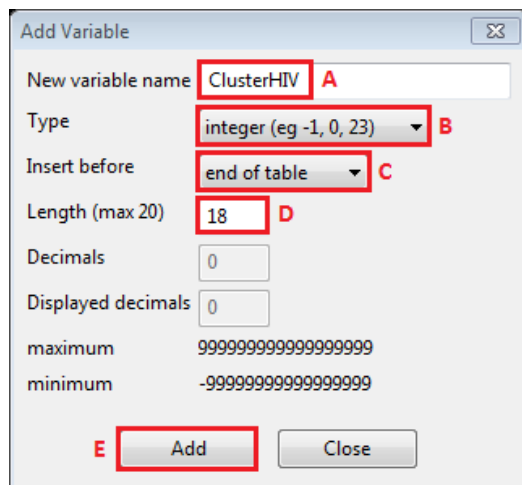 Add Variable
New variable name ClusterHIV A
Type integer (eg -1, 0, 23) B
Insert before end of table C
Length (max 20) 18 D
Decimals 0
Displayed decimals 0
maximum 999999999999999999
minimum -99999999999999999
E Add Close